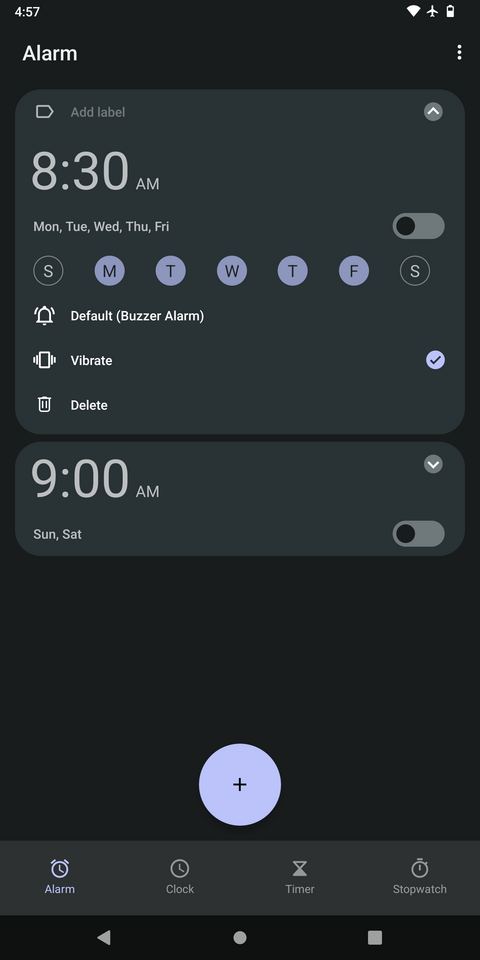 4:57
Alarm
Add label
8:30 AM
Mon, Tue, Wed, Thu, Fri
S M T W T F S
Default (Buzzer Alarm)
Vibrate
Delete
9:00 AM
Sun, Sat
+
Alarm Clock Timer Stopwatch